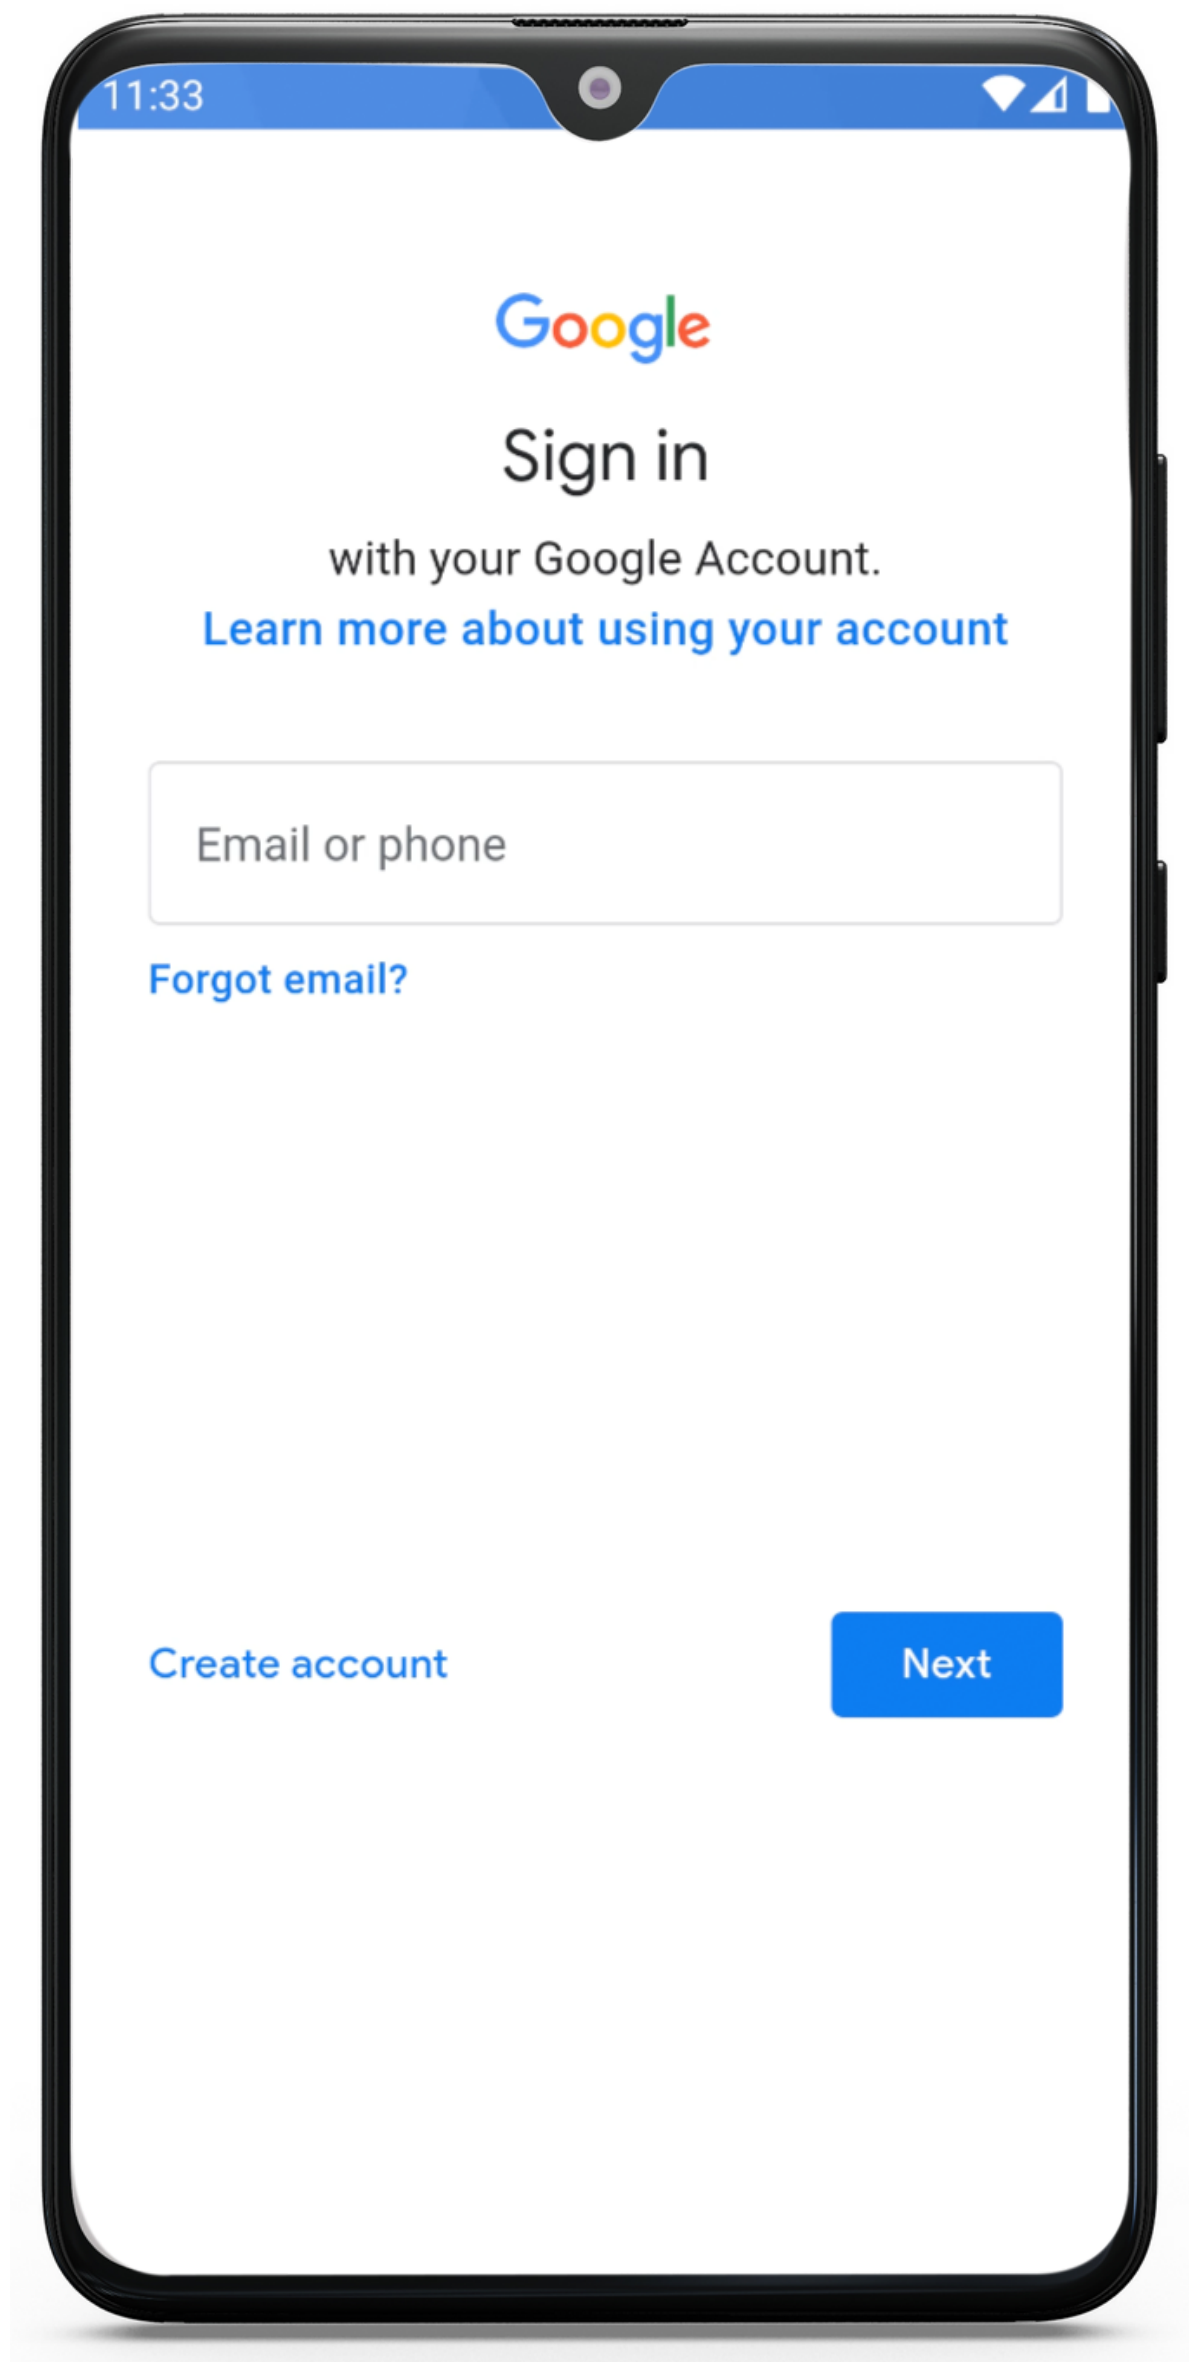 11:33
Google
Sign in
with your Google Account.
Learn more about using your account
Email or phone
Forgot email?
Create account
Next